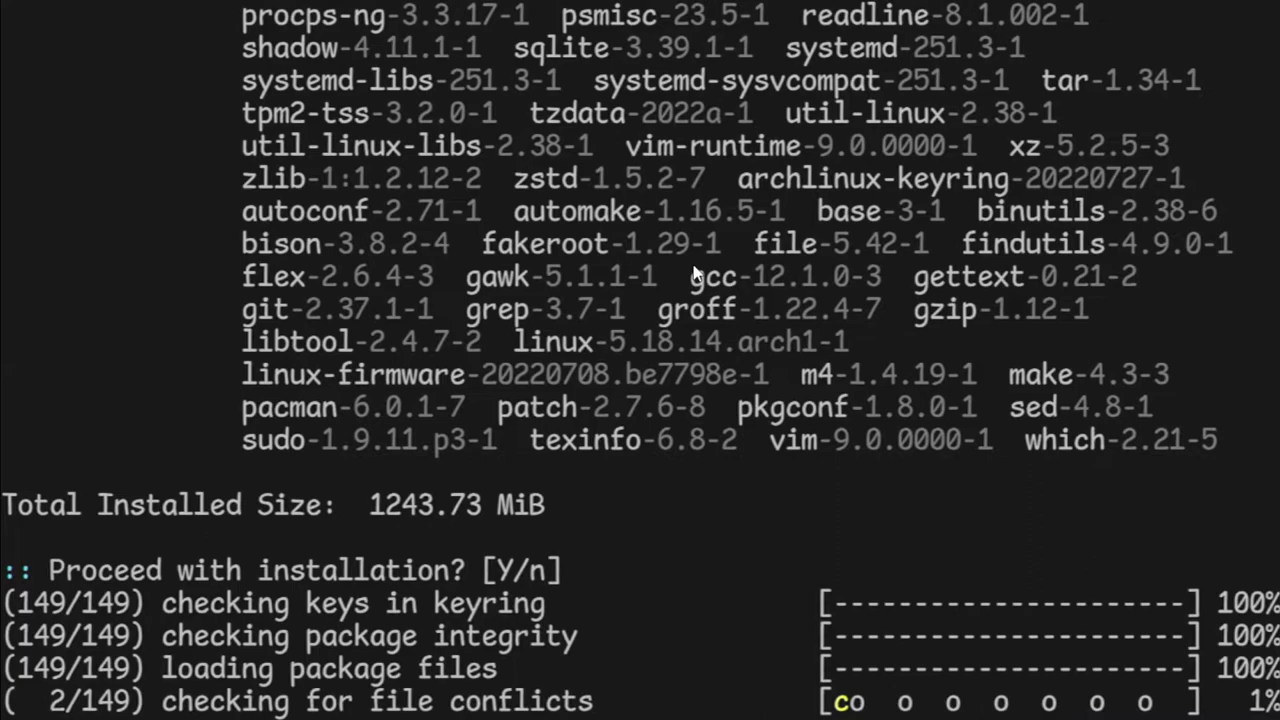 procps-ng-3.3.17-1  psmisc-23.5-1  readline-8.1.002-1
shadow-4.11.1-1  sqlite-3.39.1-1  systemd-251.3-1
systemd-libs-251.3-1  systemd-sysvcompat-251.3-1  tar-1.34-1
tpm2-tss-3.2.0-1  tzdata-2022a-1  util-linux-2.38-1
util-linux-libs-2.38-1  vim-runtime-9.0.0000-1  xz-5.2.5-3
zlib-1:1.2.12-2  zstd-1.5.2-7  archlinux-keyring-20220727-1
autoconf-2.71-1  automake-1.16.5-1  base-3-1  binutils-2.38-6
bison-3.8.2-4  fakeroot-1.29-1  file-5.42-1  findutils-4.9.0-1
flex-2.6.4-3  gawk-5.1.1-1  gcc-12.1.0-3  gettext-0.21-2
git-2.37.1-1  grep-3.7-1  groff-1.22.4-7  gzip-1.12-1
libtool-2.4.7-2  linux-5.18.14.arch1-1
linux-firmware-20220708.be7798e-1  m4-1.4.19-1  make-4.3-3
pacman-6.0.1-7  patch-2.7.6-8  pkgconf-1.8.0-1  sed-4.8-1
sudo-1.9.11.p3-1  texinfo-6.8-2  vim-9.0.0000-1  which-2.21-5
Total Installed Size:  1243.73 MiB
:: Proceed with installation? [Y/n]
(149/149) checking keys in keyring [----------------------] 100%
(149/149) checking package integrity [----------------------] 100%
(149/149) loading package files [----------------------] 100%
(  2/149) checking for file conflicts [co  o  o  o  o  o  o  ] 1%